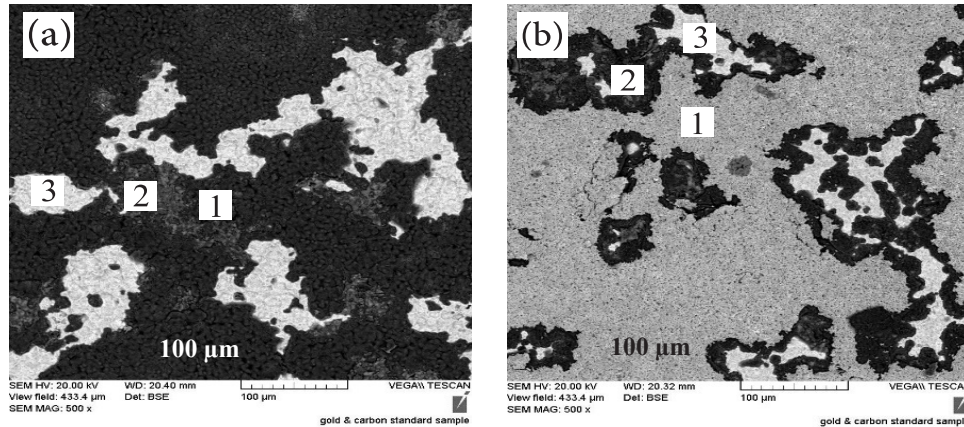 (a)
3
2
1
100 µm
SEM HV: 20.00 kV WD: 20.40 mm
View field: 433.4 µm Det: BSE 100 µm
SEM MAG: 500 x
VEGA\\ TESCAN
gold & carbon standard sample
(b)
3
2
1
100 µm
SEM HV: 20.00 kV WD: 20.32 mm
View field: 433.4 µm Det: BSE 100 µm
SEM MAG: 500 x
VEGA\\ TESCAN
gold & carbon standard sample